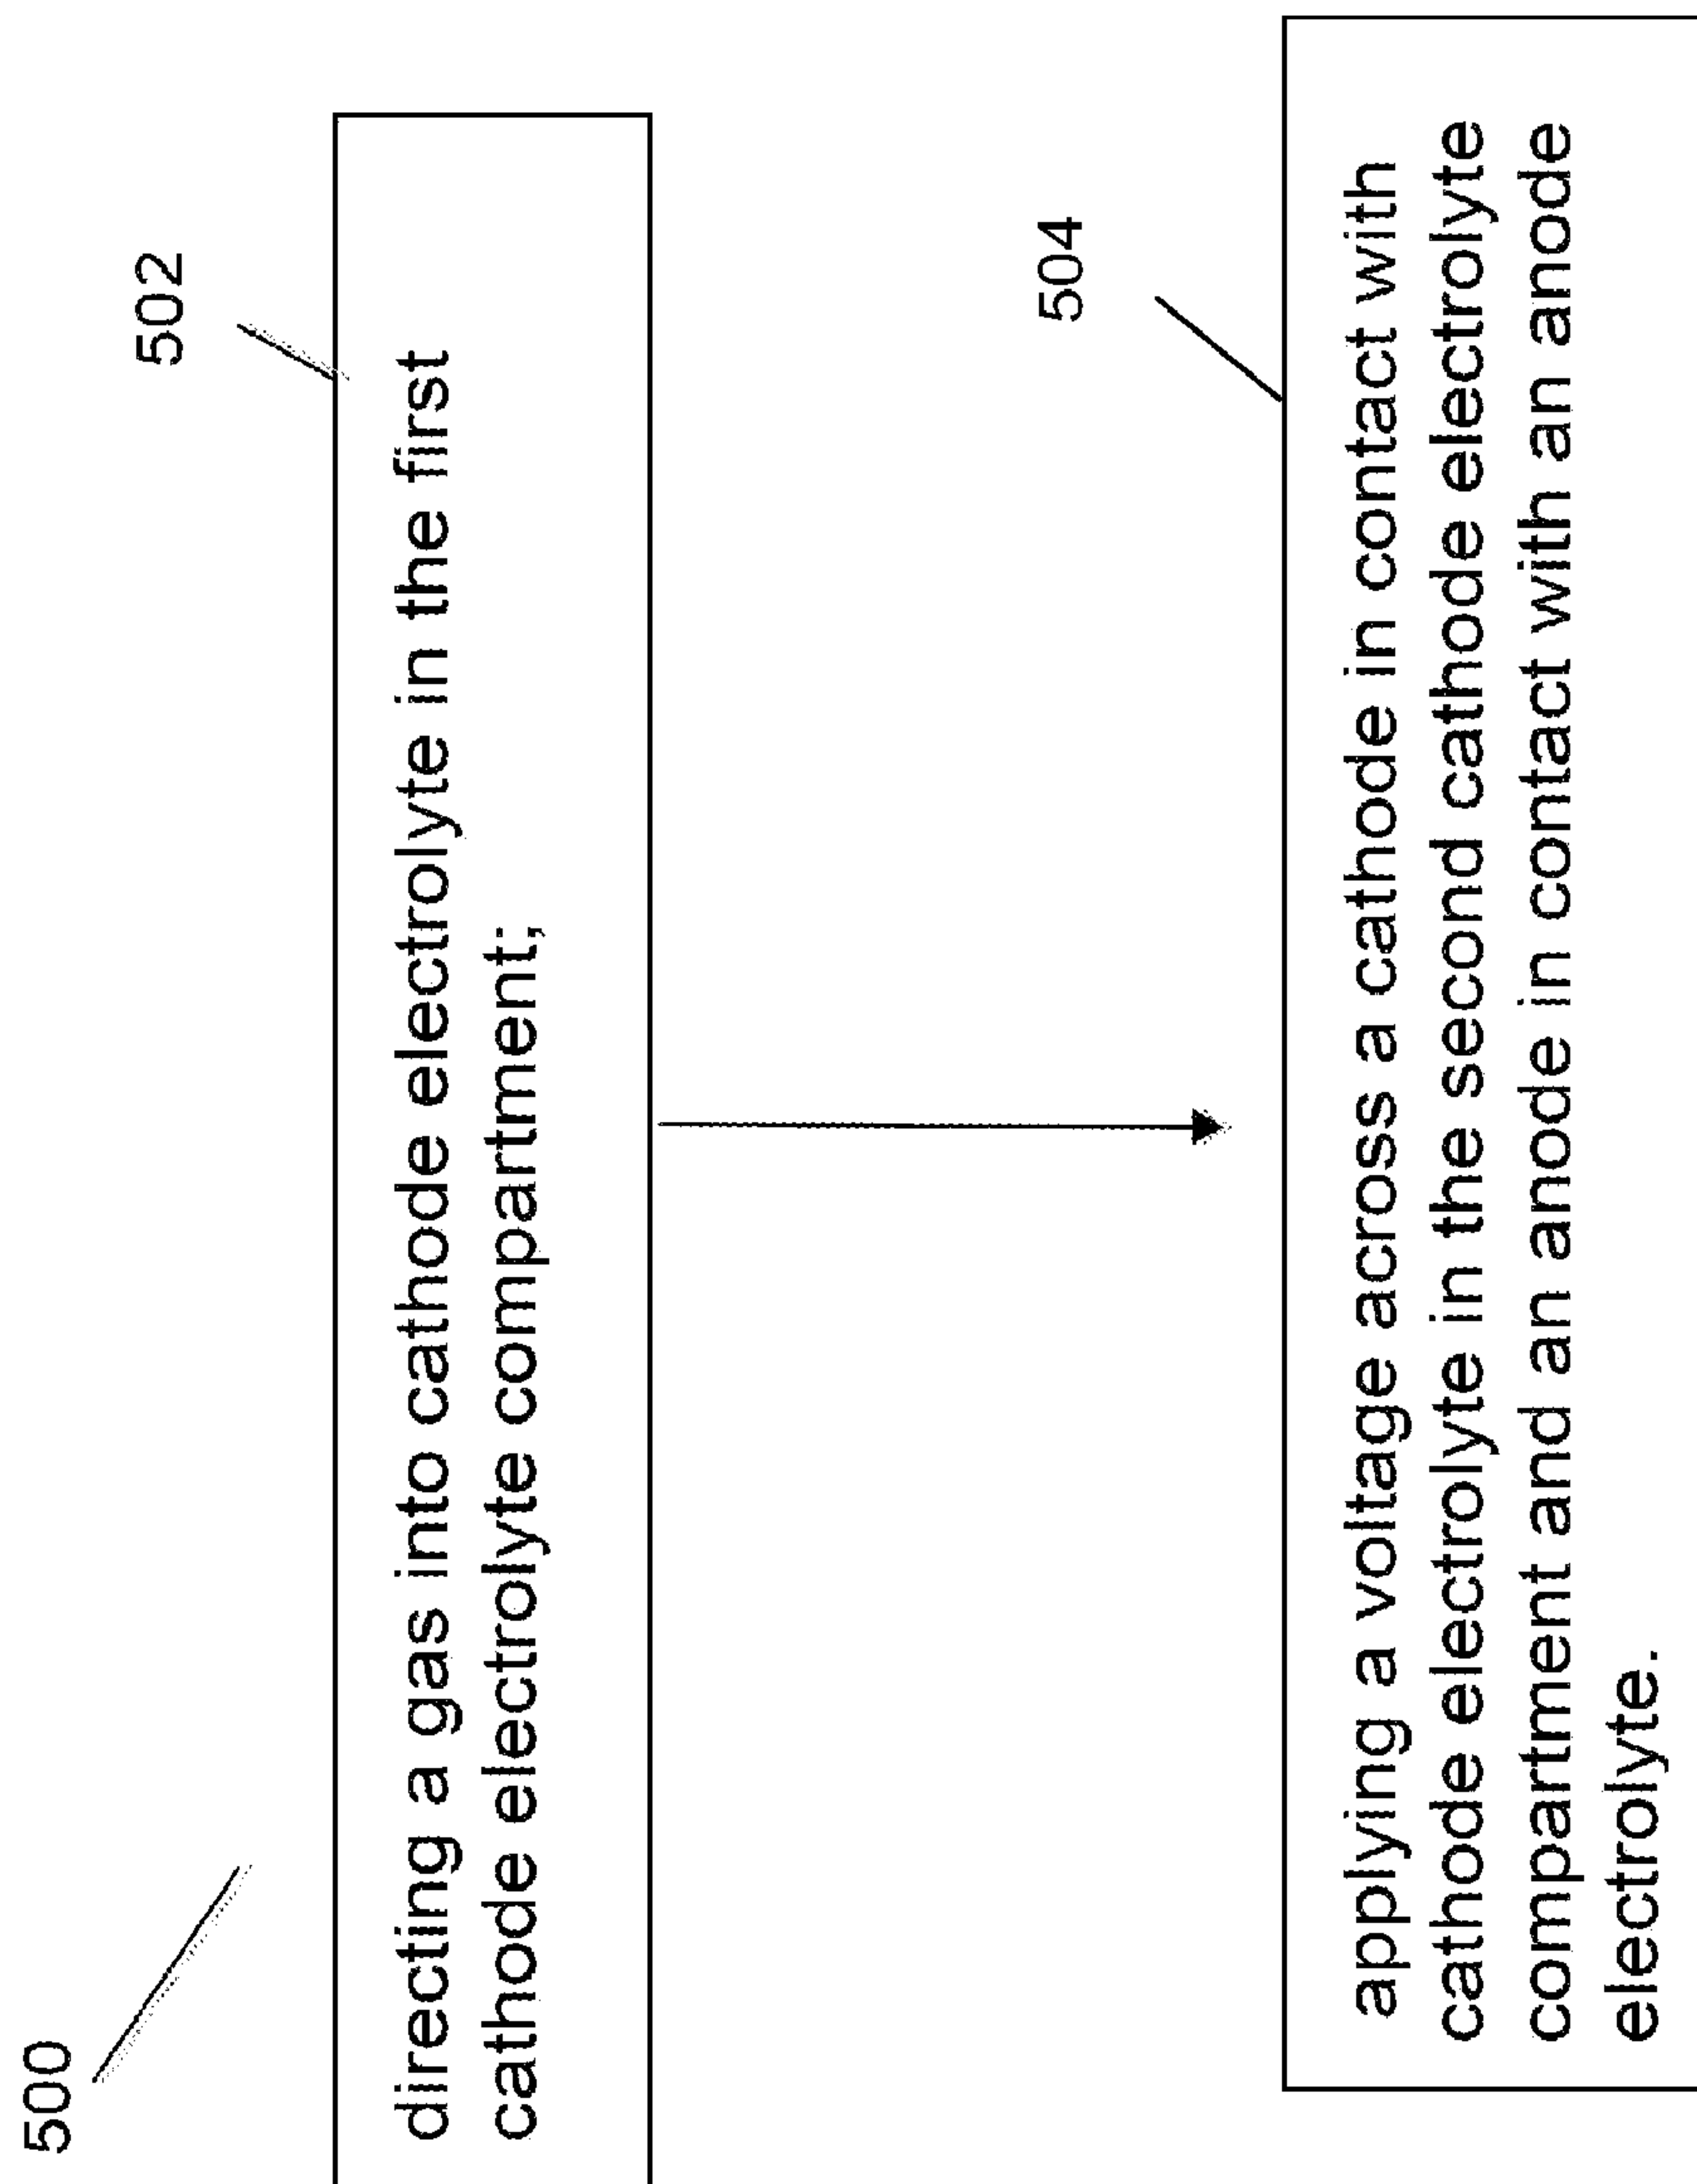 500
502
directing a gas into cathode electrolyte in the first
cathode electrolyte compartment;
504
applying a voltage across a cathode in contact with
cathode electrolyte in the second cathode electrolyte
compartment and an anode in contact with an anode
electrolyte.